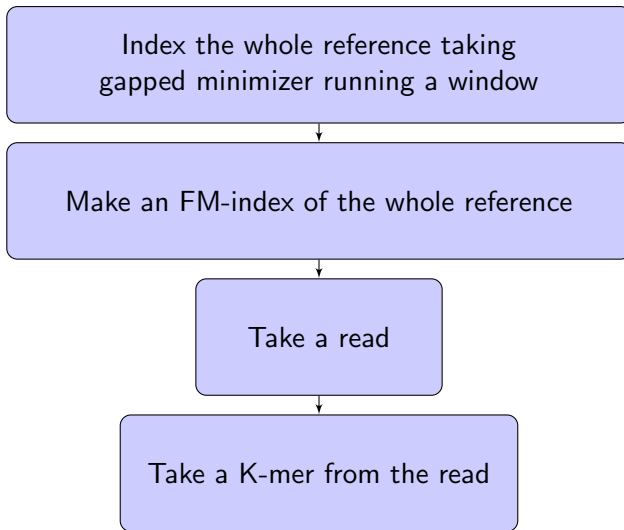 Index the whole reference taking
gapped minimizer running a window
Make an FM-index of the whole reference
Take a read
Take a K-mer from the read